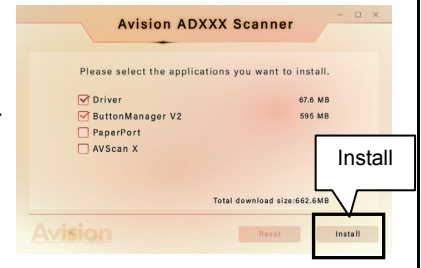 Avision ADXXX Scanner
Please select the applications you want to install.
Driver 67.6 MB
ButtonManager V2 595 MB
PaperPort
AVScan X
Install
Total download size:662.6MB
Avision Reset Install